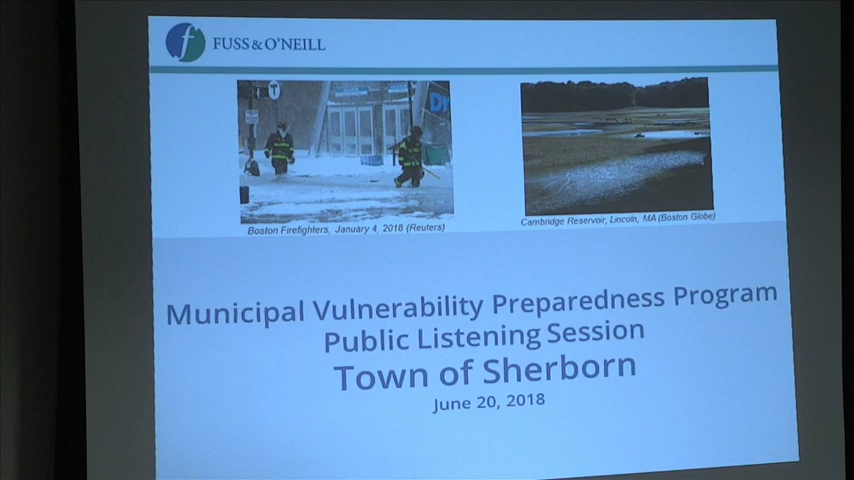 f FUSS & O'NEILL
T
Boston Firefighters, January 4, 2018 (Reuters)
Cambridge Reservoir, Lincoln, MA (Boston Globe)
Municipal Vulnerability Preparedness Program
Public Listening Session
Town of Sherborn
June 20, 2018